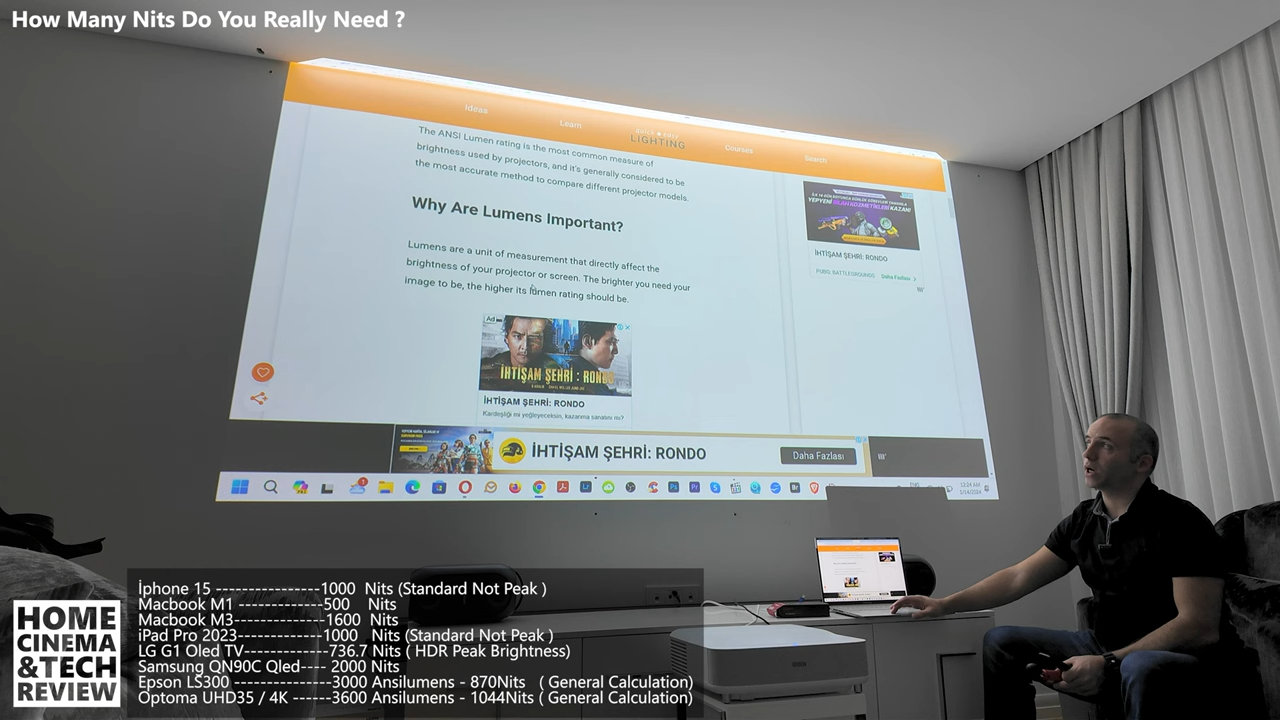 How Many Nits Do You Really Need ?
Ideas
Learn
LIGHTING
Courses
Search
The ANSI Lumen rating is the most common measure of
brightness used by projectors, and it's generally considered to be
the most accurate method to compare different projector models.
Why Are Lumens Important?
Lumens are a unit of measurement that directly affect the
brightness of your projector or screen. The brighter you need your
image to be, the higher its lumen rating should be.
İHTİŞAM ŞEHRİ: RONDO
PUBG: BATTLEGROUNDS
Daha Fazlası
Ad
İHTİŞAM ŞEHRİ : RONDO
İHTİŞAM ŞEHRİ: RONDO
Kardeşliği mi yeğleyeceksin, kazanma sanatını mı?
İHTİŞAM ŞEHRİ: RONDO
Daha Fazlası
HOME
CINEMA
&TECH
REVIEW
İphone 15 ----------------1000 Nits (Standard Not Peak )
Macbook M1 -------------500 Nits
Macbook M3-------------1600 Nits
iPad Pro 2023-------------1000 Nits (Standard Not Peak )
LG G1 Oled TV-------------736.7 Nits ( HDR Peak Brightness)
Samsung QN90C Qled---- 2000 Nits
Epson LS300 --------------3000 Ansilumens - 870Nits ( General Calculation)
Optoma UHD35 / 4K ------3600 Ansilumens - 1044Nits ( General Calculation)